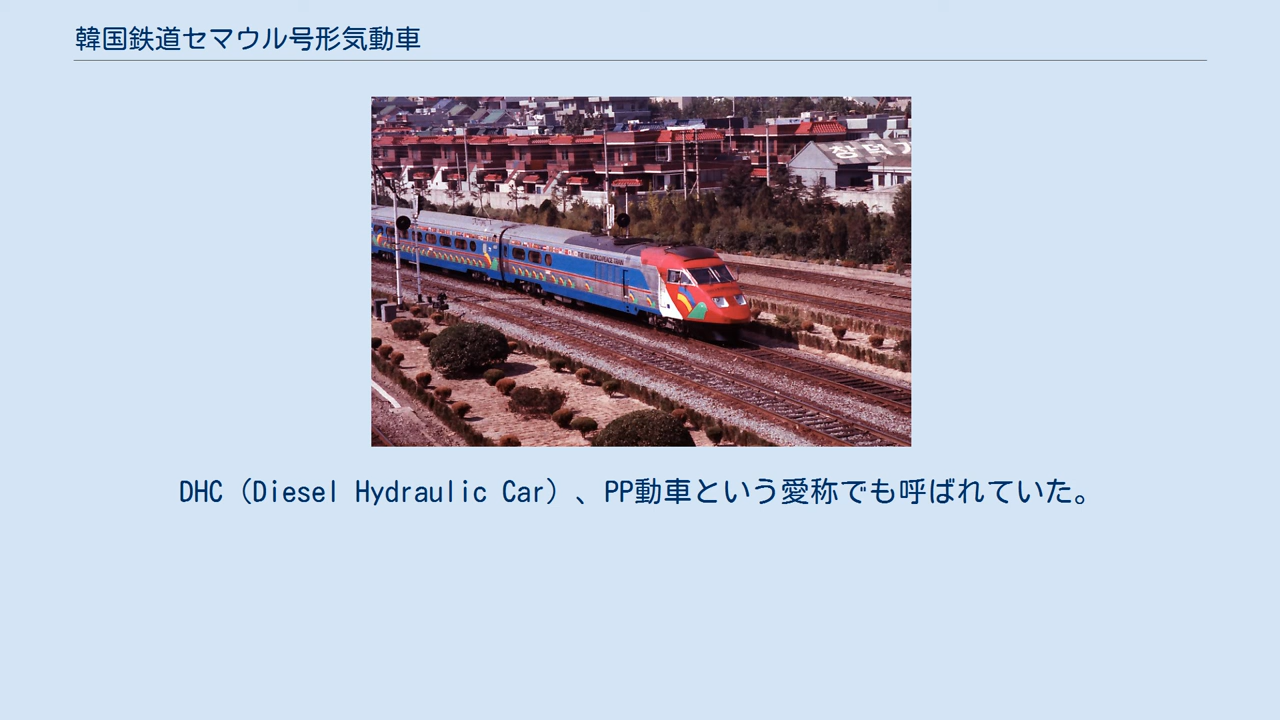 韓国鉄道セマウル号形気動車
DHC（Diesel Hydraulic Car）、PP動車という愛称でも呼ばれていた。